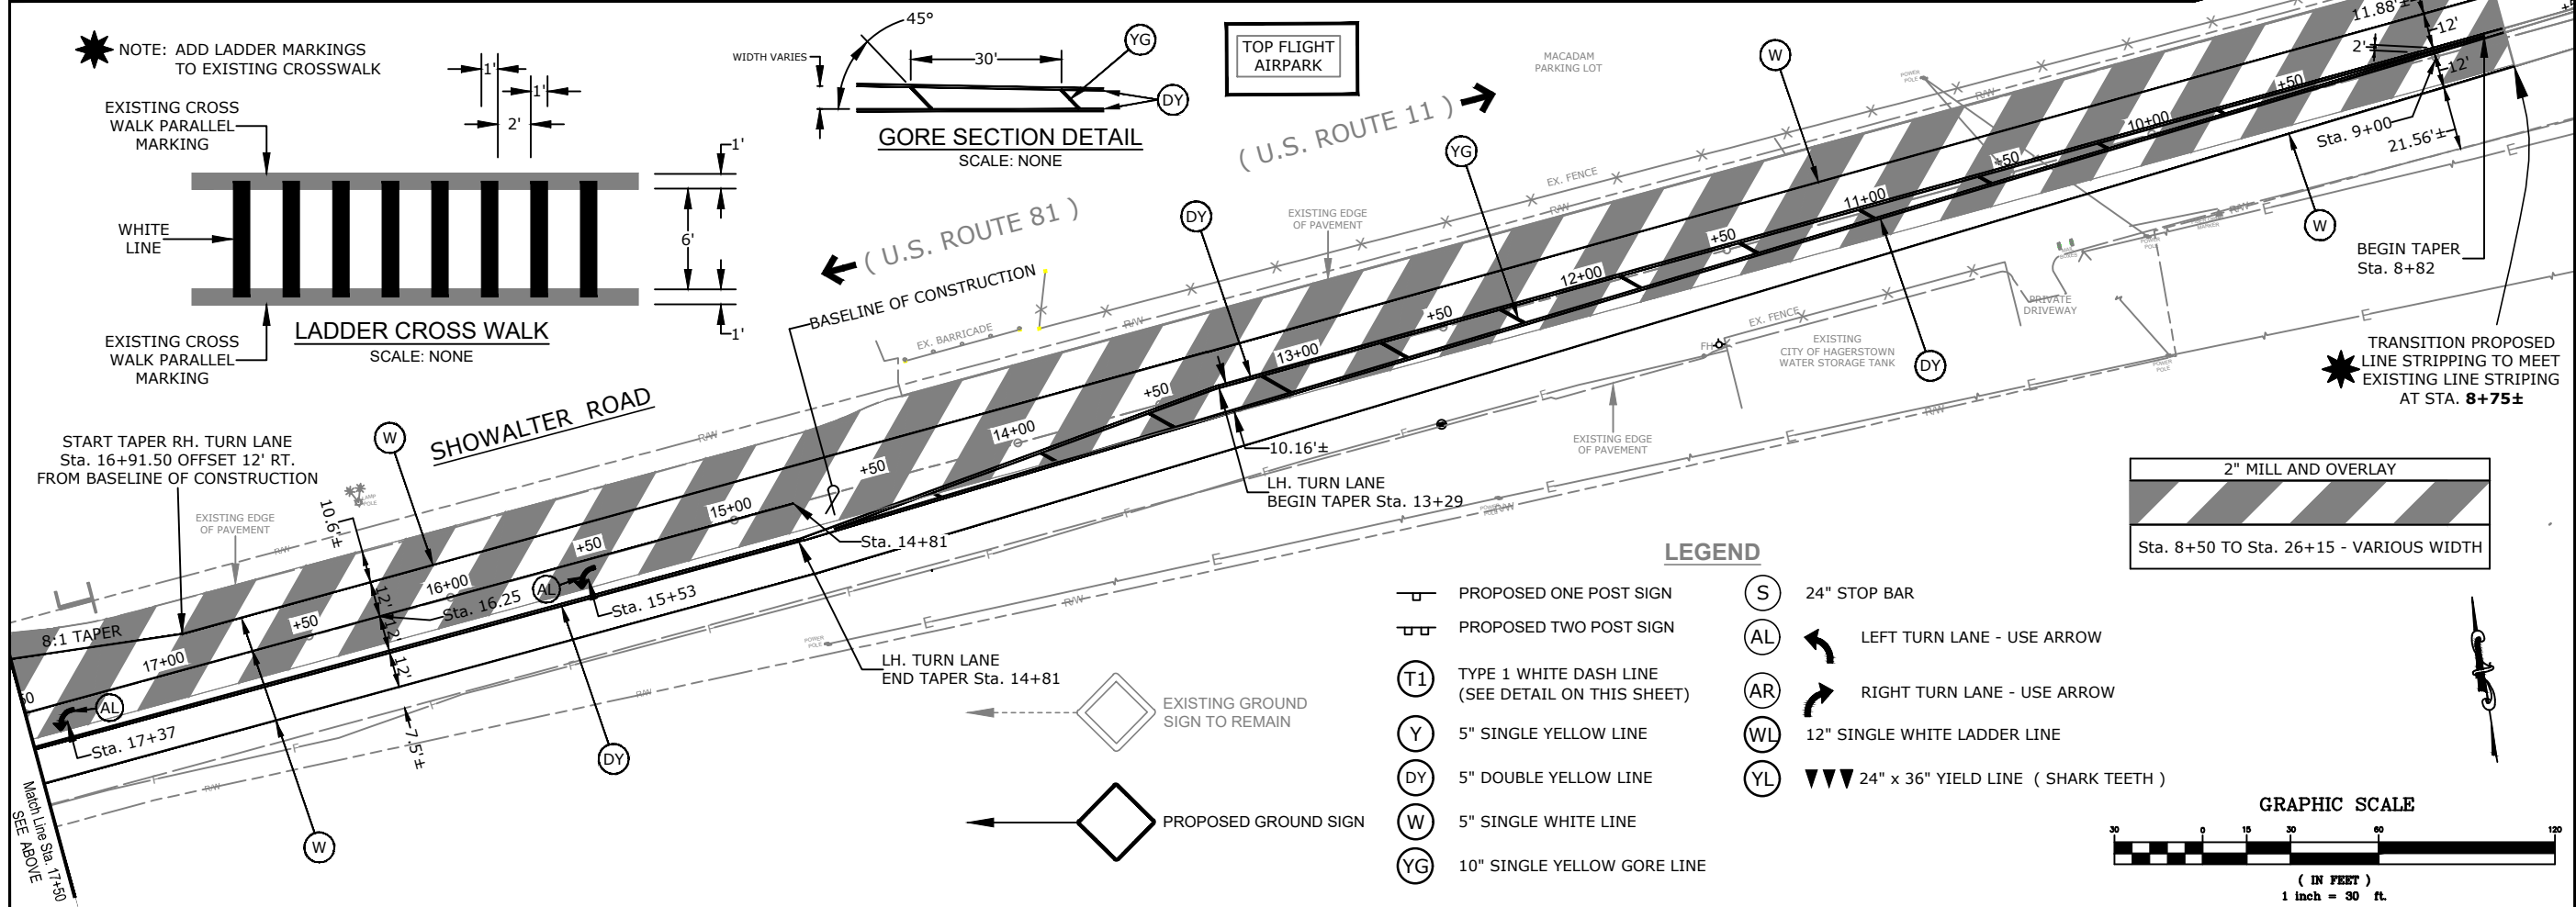 NOTE: ADD LADDER MARKINGS
TO EXISTING CROSSWALK
EXISTING CROSS
WALK PARALLEL
MARKING
WHITE
LINE
EXISTING CROSS
WALK PARALLEL
MARKING
1'
1'
2'
1'
6'
1'
LADDER CROSS WALK
SCALE: NONE
45°
WIDTH VARIES
30'
YG
DY
GORE SECTION DETAIL
SCALE: NONE
TOP FLIGHT
AIRPARK
( U.S. ROUTE 81 )
( U.S. ROUTE 11 )
MACADAM
PARKING LOT
W
YG
DY
BASELINE OF CONSTRUCTION
EX. BARRICADE
R/W
EXISTING EDGE
OF PAVEMENT
EX. FENCE
R/W
POWER
POLE
R/W
11.88'±
12'
2'
12'
+50
10+00
Sta. 9+00
21.56'±
+50
11+00
+50
12+00
+50
13+00
+50
14+00
+50
15+00
+50
16+00
+50
17+00
W
BEGIN TAPER
Sta. 8+82
TRANSITION PROPOSED
LINE STRIPPING TO MEET
EXISTING LINE STRIPING
AT STA. 8+75±
PRIVATE
DRIVEWAY
POWER
POLE
POWER
POLE
EX. FENCE
EXISTING
CITY OF HAGERSTOWN
WATER STORAGE TANK
FH
DY
EXISTING EDGE
OF PAVEMENT
R/W
E
10.16'±
LH. TURN LANE
BEGIN TAPER Sta. 13+29
SHOWALTER ROAD
W
START TAPER RH. TURN LANE
Sta. 16+91.50 OFFSET 12' RT.
FROM BASELINE OF CONSTRUCTION
EXISTING EDGE
OF PAVEMENT
LAMP
POLE
R/W
R/W
10.6'±
12'
12'
12'
7.5'±
8:1 TAPER
Sta. 16.25
AL
Sta. 15+53
Sta. 14+81
LH. TURN LANE
END TAPER Sta. 14+81
POWER
POLE
R/W
R/W
R/W
AL
Sta. 17+37
50
DY
W
Match Line Sta. 17+50
SEE ABOVE
EXISTING GROUND
SIGN TO REMAIN
PROPOSED GROUND SIGN
LEGEND
PROPOSED ONE POST SIGN
PROPOSED TWO POST SIGN
T1 TYPE 1 WHITE DASH LINE
(SEE DETAIL ON THIS SHEET)
Y 5" SINGLE YELLOW LINE
DY 5" DOUBLE YELLOW LINE
W 5" SINGLE WHITE LINE
YG 10" SINGLE YELLOW GORE LINE
S 24" STOP BAR
AL LEFT TURN LANE - USE ARROW
AR RIGHT TURN LANE - USE ARROW
WL 12" SINGLE WHITE LADDER LINE
YL 24" x 36" YIELD LINE ( SHARK TEETH )
2" MILL AND OVERLAY
Sta. 8+50 TO Sta. 26+15 - VARIOUS WIDTH
GRAPHIC SCALE
30 0 15 30 60 120
( IN FEET )
1 inch = 30 ft.